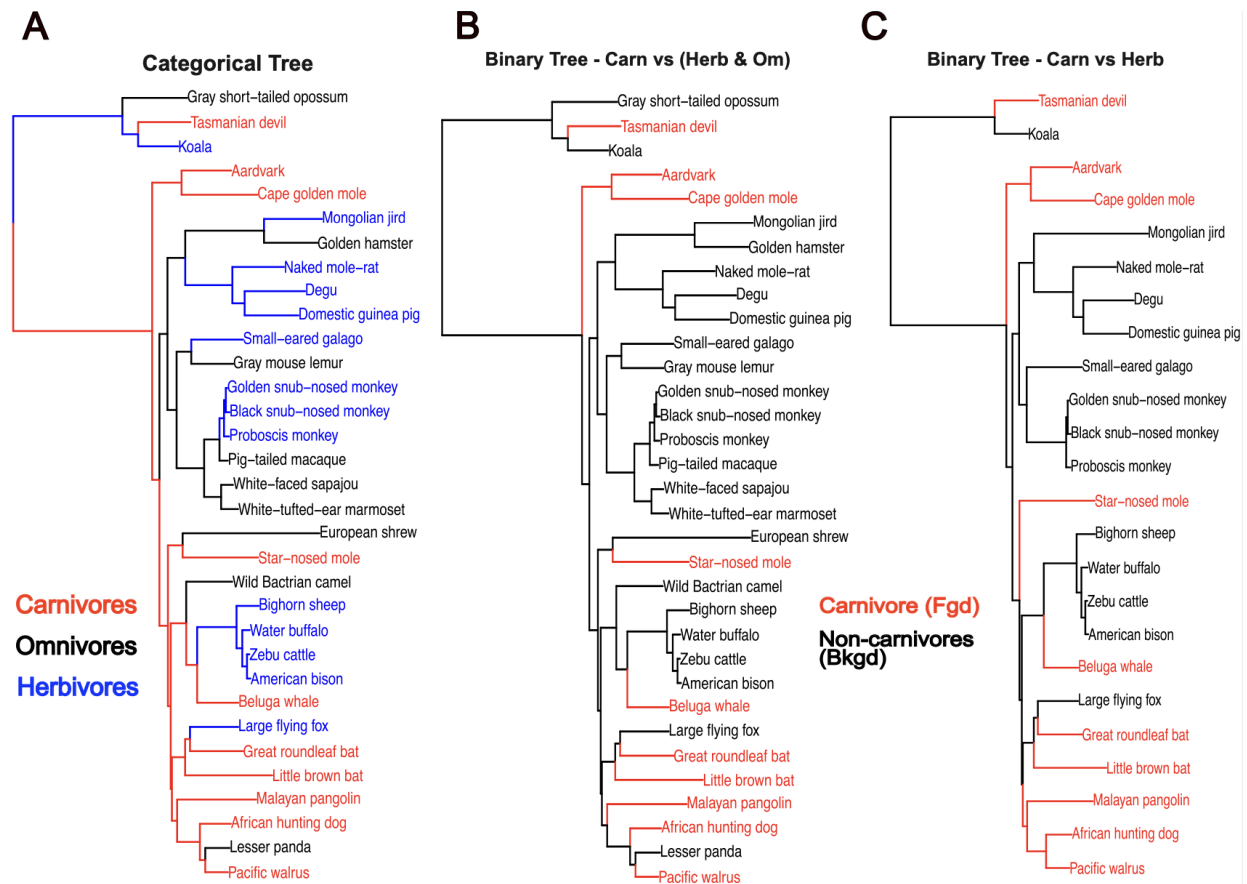 A
Categorical Tree
Gray short–tailed opossum
Tasmanian devil
Koala
Aardvark
Cape golden mole
Mongolian jird
Golden hamster
Naked mole–rat
Degu
Domestic guinea pig
Small–eared galago
Gray mouse lemur
Golden snub–nosed monkey
Black snub–nosed monkey
Proboscis monkey
Pig–tailed macaque
White–faced sapajou
White–tufted–ear marmoset
European shrew
Star–nosed mole
Wild Bactrian camel
Bighorn sheep
Water buffalo
Zebu cattle
American bison
Beluga whale
Large flying fox
Great roundleaf bat
Little brown bat
Malayan pangolin
African hunting dog
Lesser panda
Pacific walrus
Carnivores
Omnivores
Herbivores
B
Binary Tree - Carn vs (Herb & Om)
Gray short–tailed opossum
Tasmanian devil
Koala
Aardvark
Cape golden mole
Mongolian jird
Golden hamster
Naked mole–rat
Degu
Domestic guinea pig
Small–eared galago
Gray mouse lemur
Golden snub–nosed monkey
Black snub–nosed monkey
Proboscis monkey
Pig–tailed macaque
White–faced sapajou
White–tufted–ear marmoset
European shrew
Star–nosed mole
Wild Bactrian camel
Bighorn sheep
Water buffalo
Zebu cattle
American bison
Beluga whale
Large flying fox
Great roundleaf bat
Little brown bat
Malayan pangolin
African hunting dog
Lesser panda
Pacific walrus
C
Binary Tree - Carn vs Herb
Tasmanian devil
Koala
Aardvark
Cape golden mole
Mongolian jird
Naked mole–rat
Degu
Domestic guinea pig
Small–eared galago
Golden snub–nosed monkey
Black snub–nosed monkey
Proboscis monkey
Star–nosed mole
Bighorn sheep
Water buffalo
Zebu cattle
American bison
Beluga whale
Large flying fox
Great roundleaf bat
Little brown bat
Malayan pangolin
African hunting dog
Pacific walrus
Carnivore (Fgd)
Non-carnivores
(Bkgd)